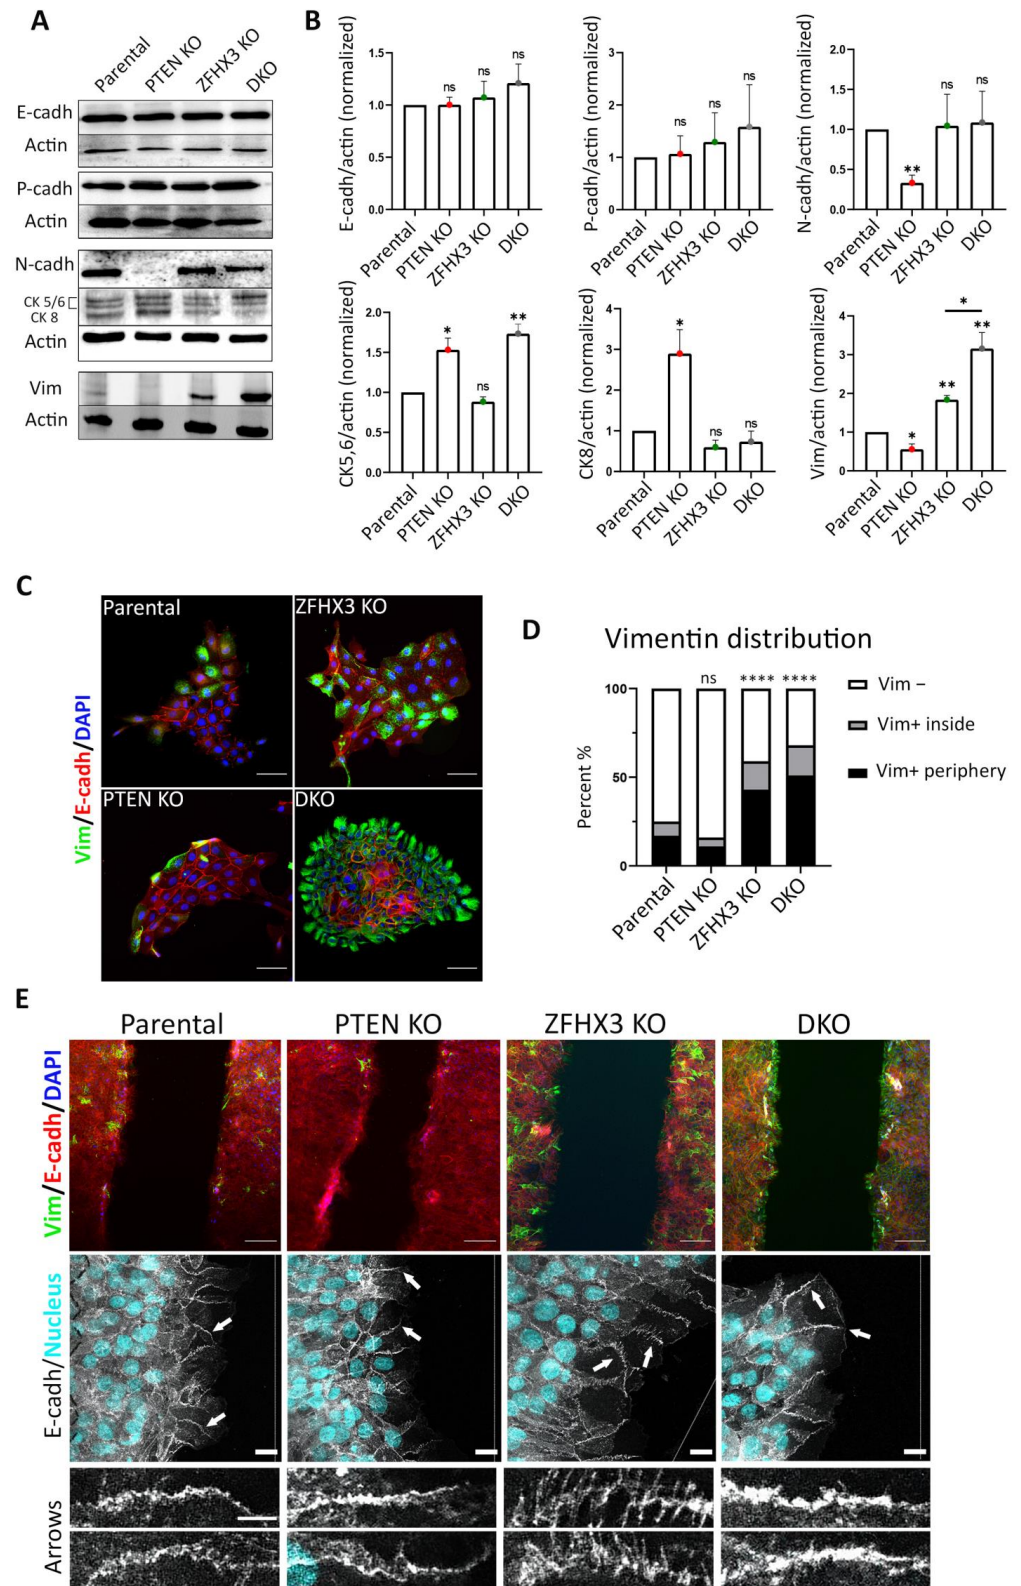 A
Parental
PTEN KO
ZFHX3 KO
DKO
E-cadh
Actin
P-cadh
Actin
N-cadh
CK 5/6
CK 8
Actin
Vim
Actin
B
E-cadh/actin (normalized)
1.5
1.0
0.5
0.0
ns
ns
ns
Parental
PTEN KO
ZFHX3 KO
DKO
P-cadh/actin (normalized)
3
2
1
0
ns
ns
ns
Parental
PTEN KO
ZFHX3 KO
DKO
N-cadh/actin (normalized)
2.0
1.5
1.0
0.5
0.0
**
ns
ns
Parental
PTEN KO
ZFHX3 KO
DKO
CK5,6/actin (normalized)
2.0
1.5
1.0
0.5
0.0
*
ns
**
Parental
PTEN KO
ZFHX3 KO
DKO
CK8/actin (normalized)
4
3
2
1
0
*
ns
ns
Parental
PTEN KO
ZFHX3 KO
DKO
Vim/actin (normalized)
4
3
2
1
0
*
**
**
*
Parental
PTEN KO
ZFHX3 KO
DKO
C
Vim/E-cadh/DAPI
Parental
ZFHX3 KO
PTEN KO
DKO
D
Vimentin distribution
Percent %
100
50
0
ns
****
****
Parental
PTEN KO
ZFHX3 KO
DKO
Vim −
Vim+ inside
Vim+ periphery
E
Parental
PTEN KO
ZFHX3 KO
DKO
Vim/E-cadh/DAPI
E-cadh/Nucleus
Arrows